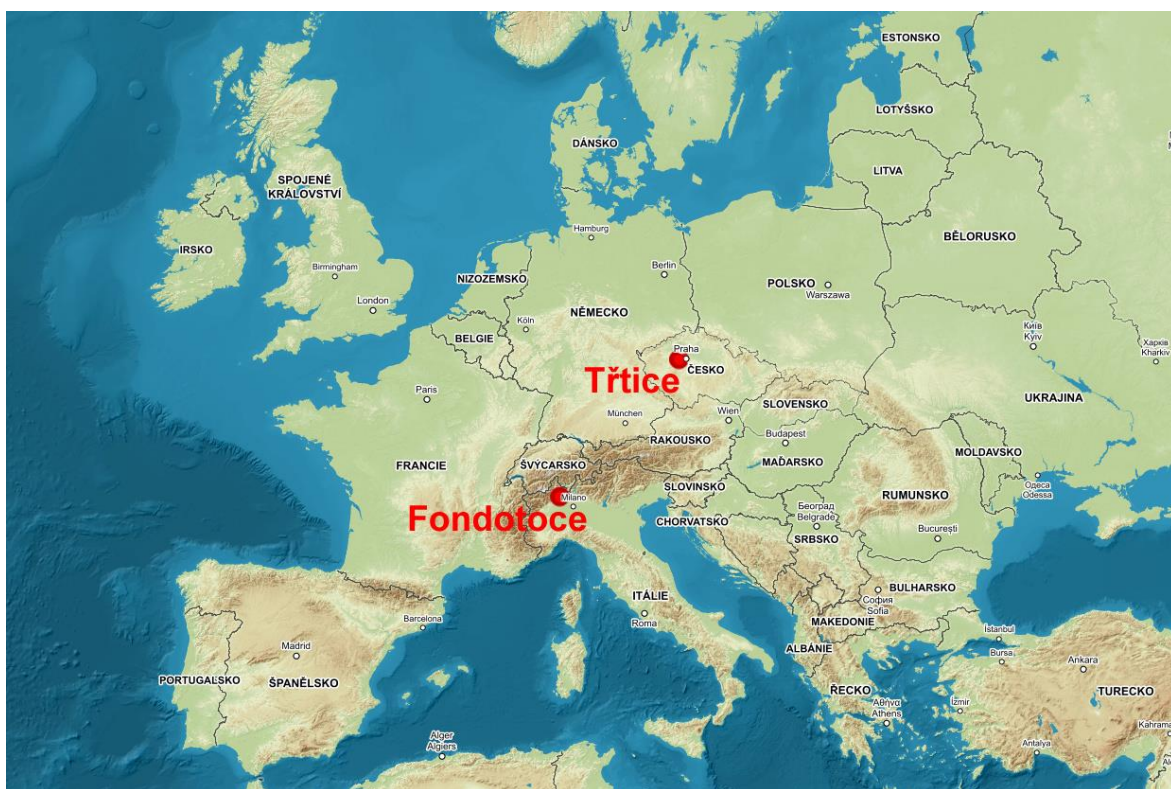 ESTONSKO
LOTYŠSKO
DÁNSKO
LITVA
SPOJENÉ
KRÁLOVSTVÍ
IRSKO
Hamburg
BĚLORUSKO
Birmingham
Berlin
NIZOZEMSKO
POLSKO
Warszawa
London
NĚMECKO
Köln
Київ
Kyiv
BELGIE
Харків
Kharkiv
Praha
ČESKO
Třtice
Paris
UKRAJINA
SLOVENSKO
München
Wien
RAKOUSKO
Budapest
MOLDAVSKO
MAĎARSKO
FRANCIE
ŠVÝCARSKO
SLOVINSKO
Одеса
Odessa
RUMUNSKO
Milano
Fondotoce
Београд
Belgrade
CHORVATSKO
București
SRBSKO
BULHARSKO
ITÁLIE
София
Sofia
Roma
Barcelona
MAKEDONIE
İstanbul
Madrid
ALBÁNIE
Bursa
Ankara
PORTUGALSKO
ŠPANĚLSKO
ŘECKO
TURECKO
Αθήνα
Athens
İzmir
Kahrama
Alger
Algiers
Antalya